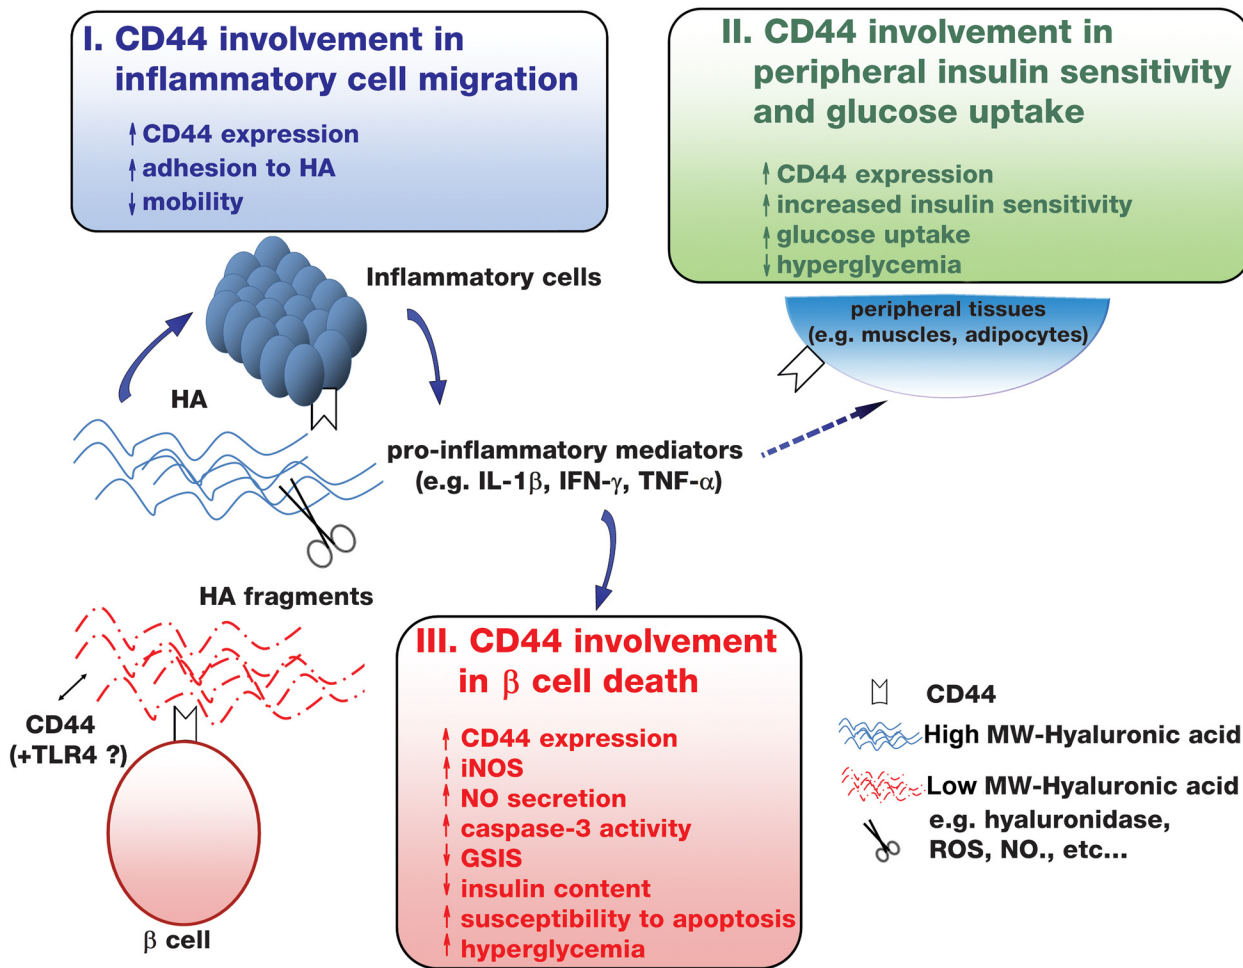 I. CD44 involvement in
inflammatory cell migration
↑ CD44 expression
↑ adhesion to HA
↓ mobility
II. CD44 involvement in
peripheral insulin sensitivity
and glucose uptake
↑ CD44 expression
↑ increased insulin sensitivity
↑ glucose uptake
↓ hyperglycemia
Inflammatory cells
peripheral tissues
(e.g. muscles, adipocytes)
HA
pro-inflammatory mediators
(e.g. IL-1β, IFN-γ, TNF-α)
HA fragments
CD44
(+TLR4 ?)
β cell
III. CD44 involvement
in β cell death
↑ CD44 expression
↑ iNOS
↑ NO secretion
↑ caspase-3 activity
↓ GSIS
↓ insulin content
↑ susceptibility to apoptosis
↑ hyperglycemia
CD44
High MW-Hyaluronic acid
Low MW-Hyaluronic acid
e.g. hyaluronidase,
ROS, NO., etc...